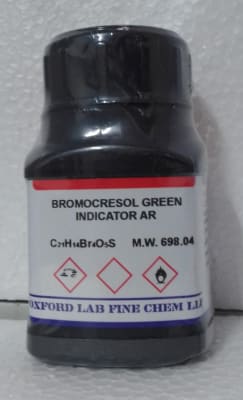 BROMOCRESOL GREEN
INDICATOR AR
C₂₁H₁₄Br₄O₅S M.W. 698.04
OXFORD LAB FINE CHEM LLP